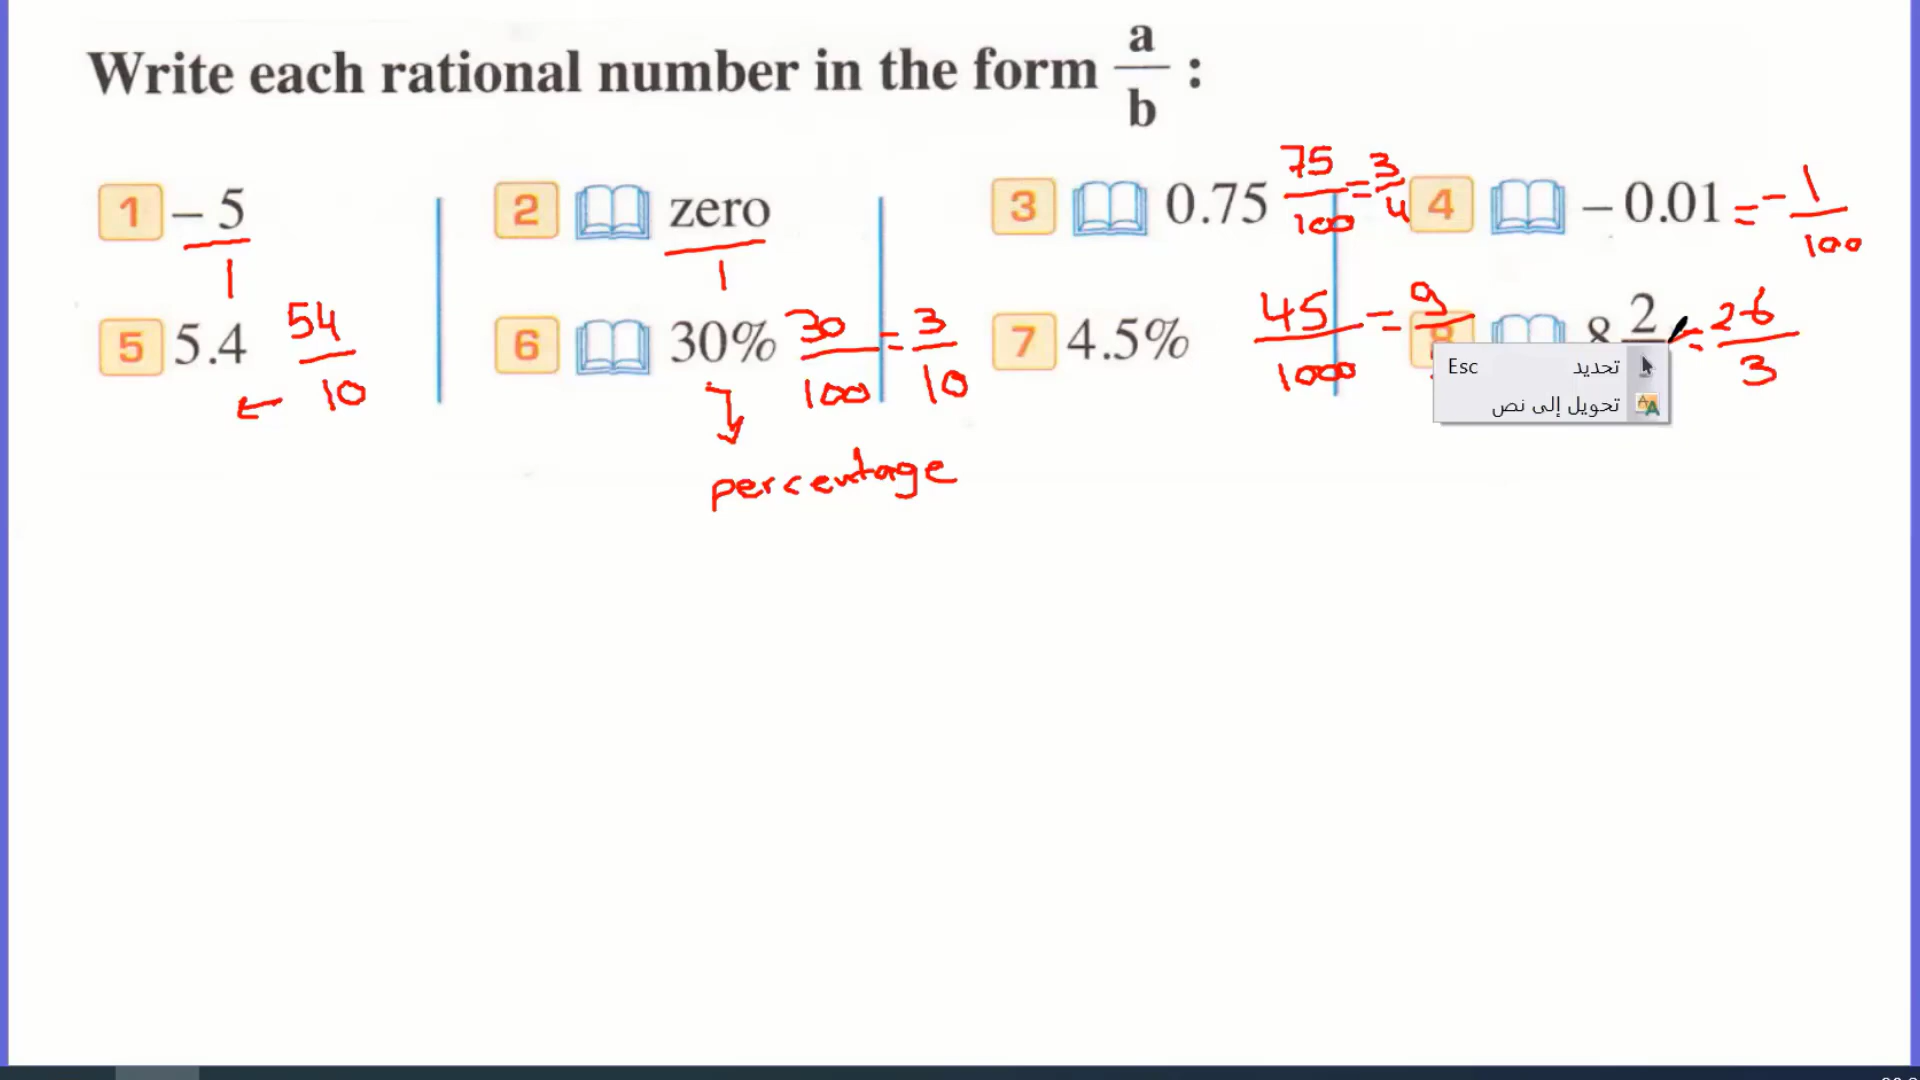 Write each rational number in the form a/b :
1 – 5/1
2 zero/1
3 0.75 75/100 = 3/4
4 – 0.01 = - 1/100
5 5.4 54/10 ←
6 30% 30/100 = 3/10
7 4.5% 45/1000 = 9
8 8 2 = 26/3
percentage
Esc تحديد
تحويل إلى نص